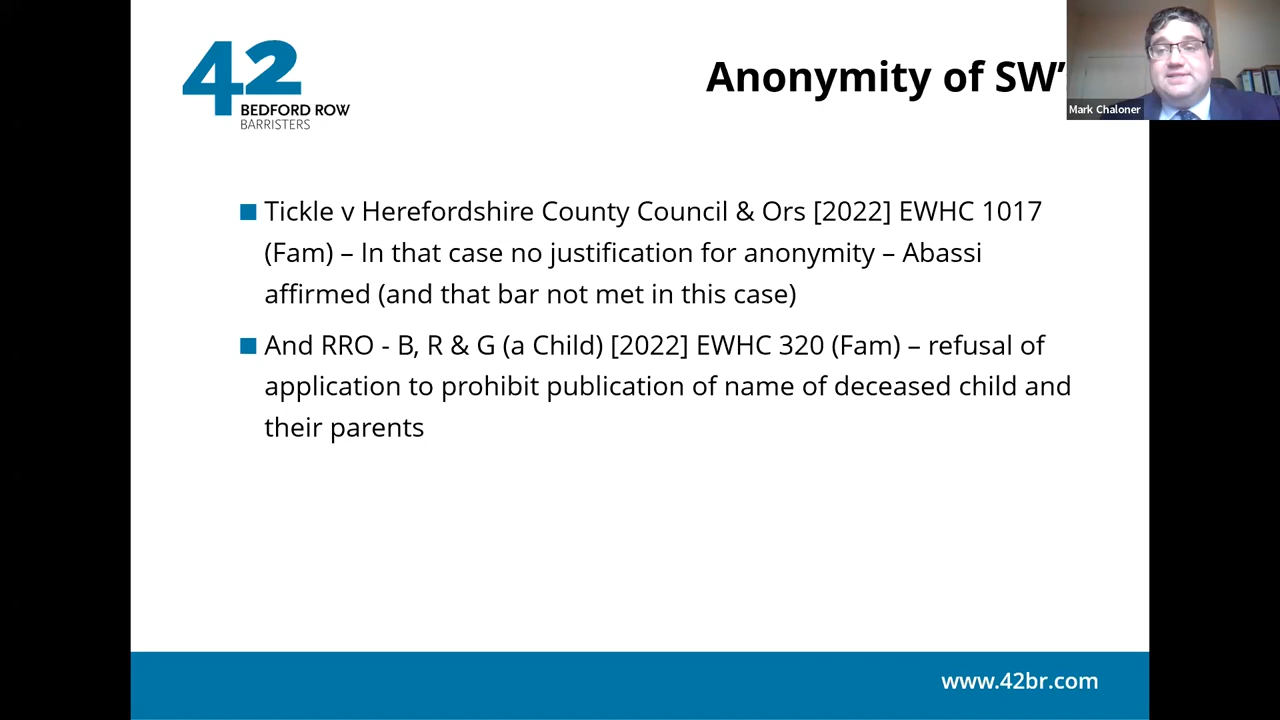 42
BEDFORD ROW
BARRISTERS
Anonymity of SW'
Mark Chaloner
Tickle v Herefordshire County Council & Ors [2022] EWHC 1017
(Fam) – In that case no justification for anonymity – Abassi
affirmed (and that bar not met in this case)
And RRO - B, R & G (a Child) [2022] EWHC 320 (Fam) – refusal of
application to prohibit publication of name of deceased child and
their parents
www.42br.com